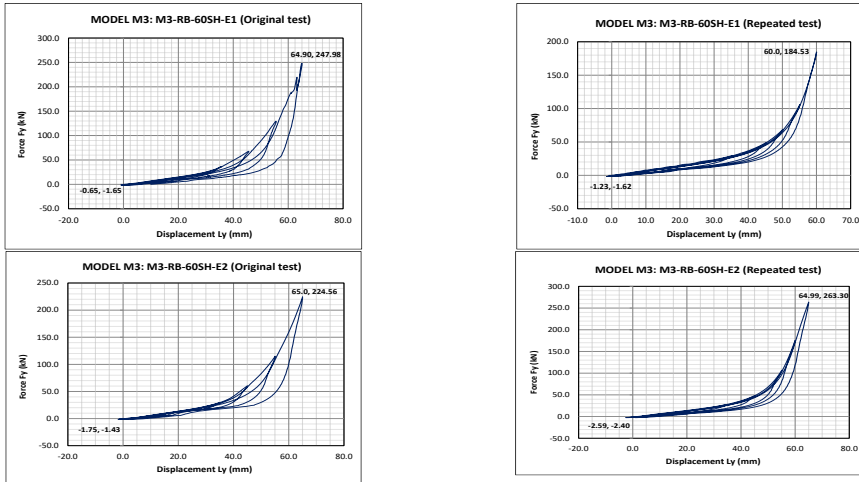 MODEL M3: M3-RB-60SH-E1 (Original test)
300.0
250.0
200.0
150.0
100.0
50.0
0.0
-50.0
Force Fy (kN)
64.90, 247.98
-0.65, -1.65
-20.0 0.0 20.0 40.0 60.0 80.0
Displacement Ly (mm)
MODEL M3: M3-RB-60SH-E1 (Repeated test)
200.0
150.0
100.0
50.0
0.0
-50.0
Force Fy (kN)
60.0, 184.53
-1.23, -1.62
-10.0 0.0 10.0 20.0 30.0 40.0 50.0 60.0 70.0
Displacement Ly (mm)
MODEL M3: M3-RB-60SH-E2 (Original test)
250.0
200.0
150.0
100.0
50.0
0.0
-50.0
Force Fy (kN)
65.0, 224.56
-1.75, -1.43
-20.0 0.0 20.0 40.0 60.0 80.0
Displacement Ly (mm)
MODEL M3: M3-RB-60SH-E2 (Repeated test)
300.0
250.0
200.0
150.0
100.0
50.0
0.0
-50.0
Force Fy (kN)
64.99, 263.30
-2.59, -2.40
-20.0 0.0 20.0 40.0 60.0 80.0
Displacement Ly (mm)